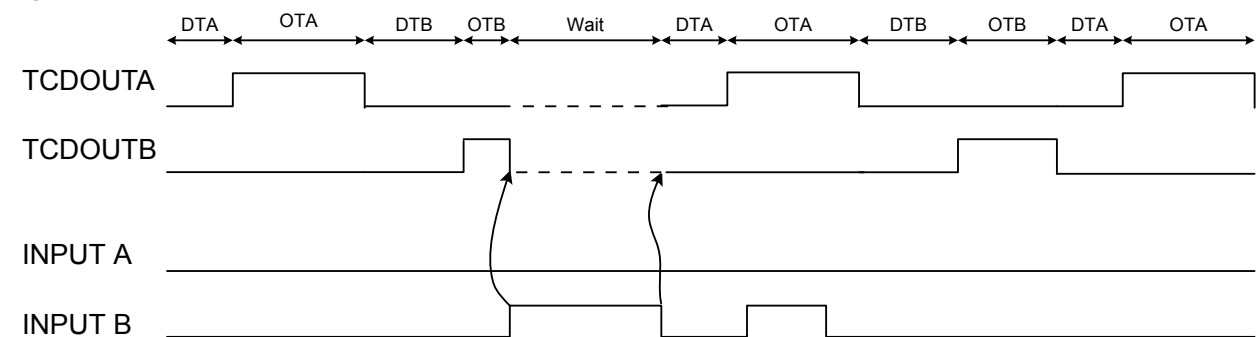 DTA OTA DTB OTB Wait DTA OTA DTB OTB DTA OTA
TCDOUTA
TCDOUTB
INPUT A
INPUT B